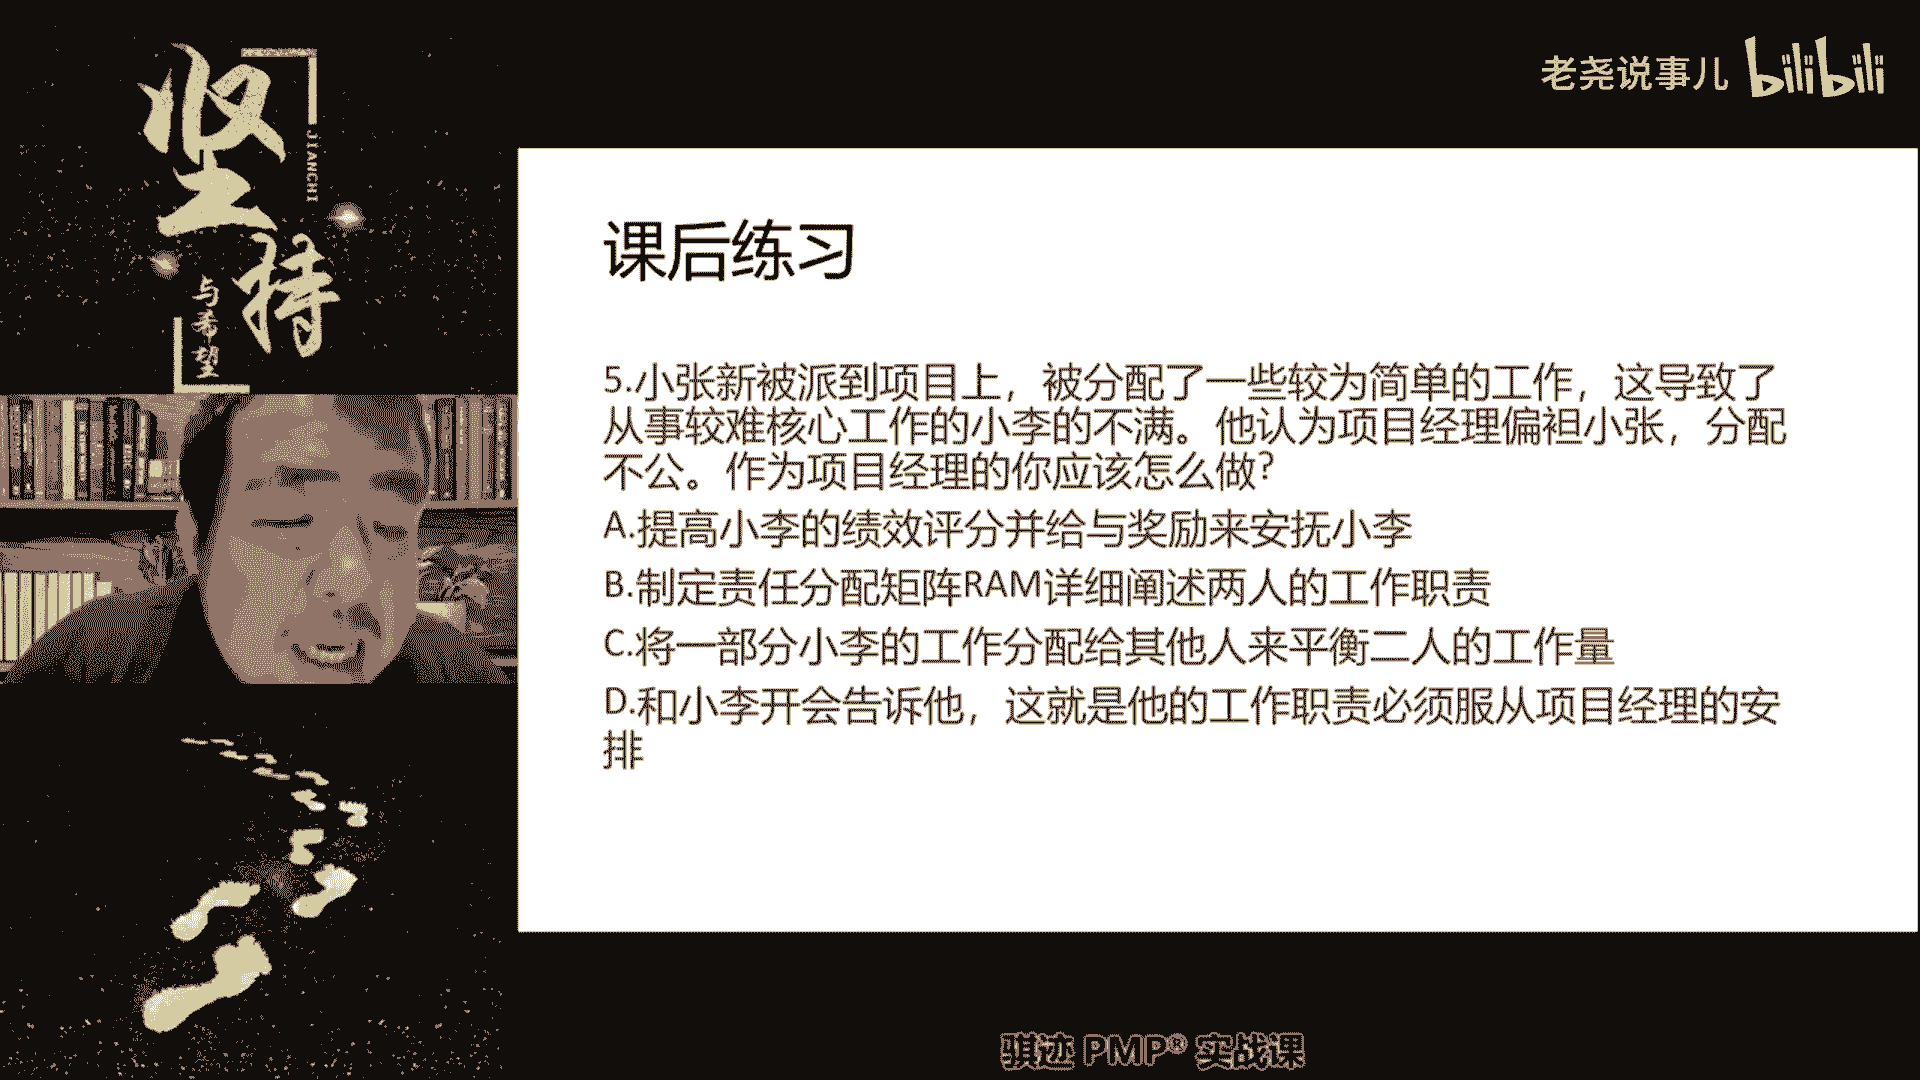 坚持
JIANCHI
与希望
老尧说事儿 bilibili
课后练习
5.小张新被派到项目上，被分配了一些较为简单的工作，这导致了
从事较难核心工作的小李的不满。他认为项目经理偏袒小张，分配
不公。作为项目经理的你应该怎么做?
A.提高小李的绩效评分并给与奖励来安抚小李
B.制定责任分配矩阵RAM详细阐述两人的工作职责
C.将一部分小李的工作分配给其他人来平衡二人的工作量
D.和小李开会告诉他，这就是他的工作职责必须服从项目经理的安
排
骐迹 PMP® 实战课